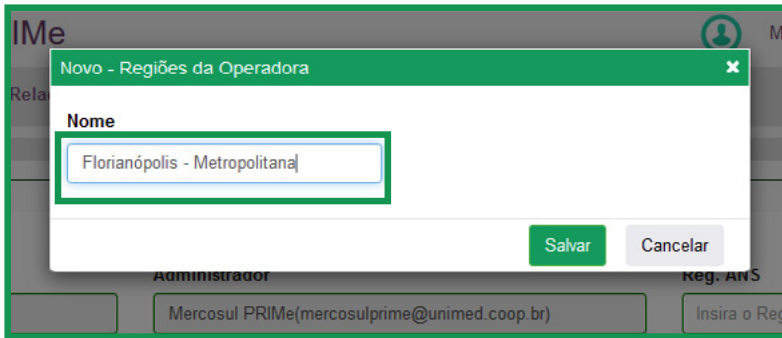 IMe
M
Novo - Regiões da Operadora ×
Rela
Nome
Florianópolis - Metropolitana
Salvar Cancelar
Administrador Reg. ANS
Mercosul PRIMe(mercosulprime@unimed.coop.br) Insira o Reg